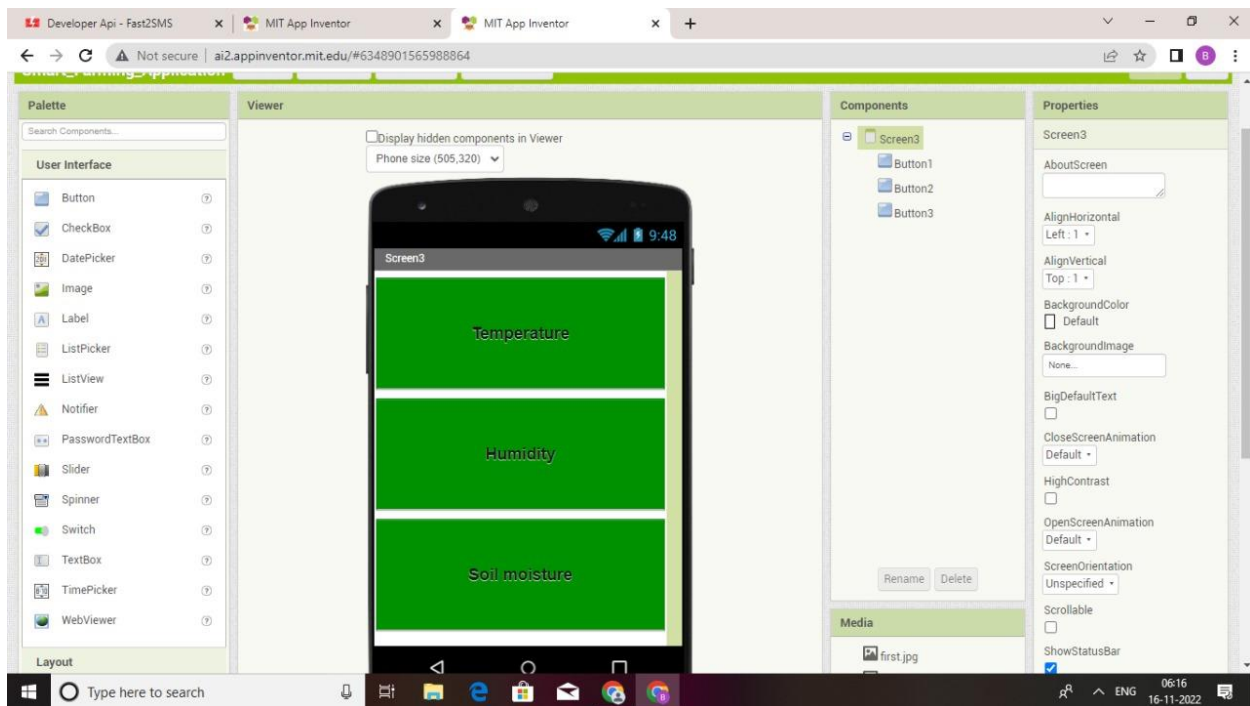 Developer Api - Fast2SMS
MIT App Inventor
MIT App Inventor
Not secure | ai2.appinventor.mit.edu/#6348901565988864
B
Smart_Farming_Application
Palette
Search Components...
User Interface
Button
CheckBox
DatePicker
Image
Label
ListPicker
ListView
Notifier
PasswordTextBox
Slider
Spinner
Switch
TextBox
TimePicker
WebViewer
Layout
Viewer
Display hidden components in Viewer
Phone size (505,320)
9:48
Screen3
Temperature
Humidity
Soil moisture
Components
Screen3
Button1
Button2
Button3
Rename Delete
Media
first.jpg
Properties
Screen3
AboutScreen
AlignHorizontal
Left : 1
AlignVertical
Top : 1
BackgroundColor
Default
BackgroundImage
None...
BigDefaultText
CloseScreenAnimation
Default
HighContrast
OpenScreenAnimation
Default
ScreenOrientation
Unspecified
Scrollable
ShowStatusBar
Type here to search
ENG
06:16
16-11-2022